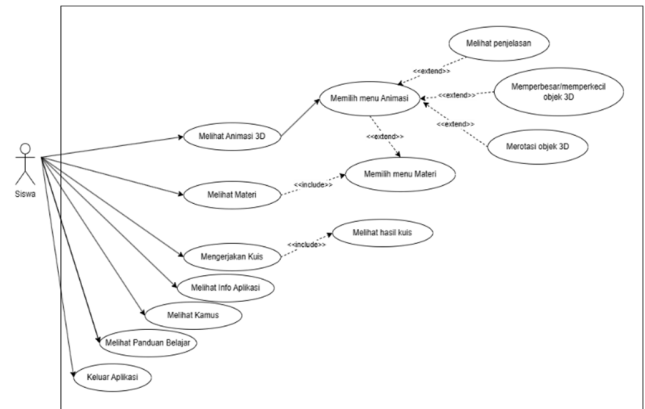 Melihat penjelasan
<<extend>>
Memilih menu Animasi
<<extend>>
Memperbesar/memperkecil
objek 3D
<<extend>>
Melihat Animasi 3D
<<extend>>
Merotasi objek 3D
Siswa
Melihat Materi
<<include>>
Memilih menu Materi
Melihat hasil kuis
<<include>>
Mengerjakan Kuis
Melihat Info Aplikasi
Melihat Kamus
Melihat Panduan Belajar
Keluar Aplikasi